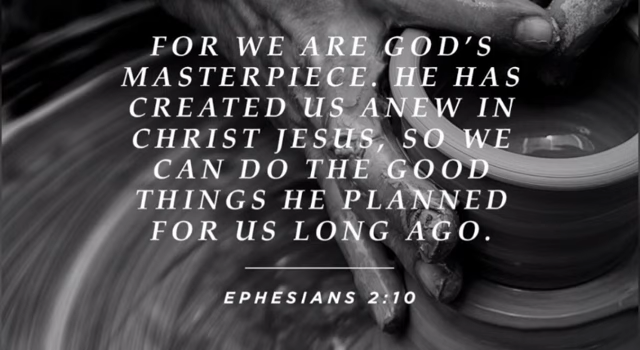 FOR WE ARE GOD'S
MASTERPIECE. HE HAS
CREATED US ANEW IN
CHRIST JESUS, SO WE
CAN DO THE GOOD
THINGS HE PLANNED
FOR US LONG AGO.
EPHESIANS 2:10